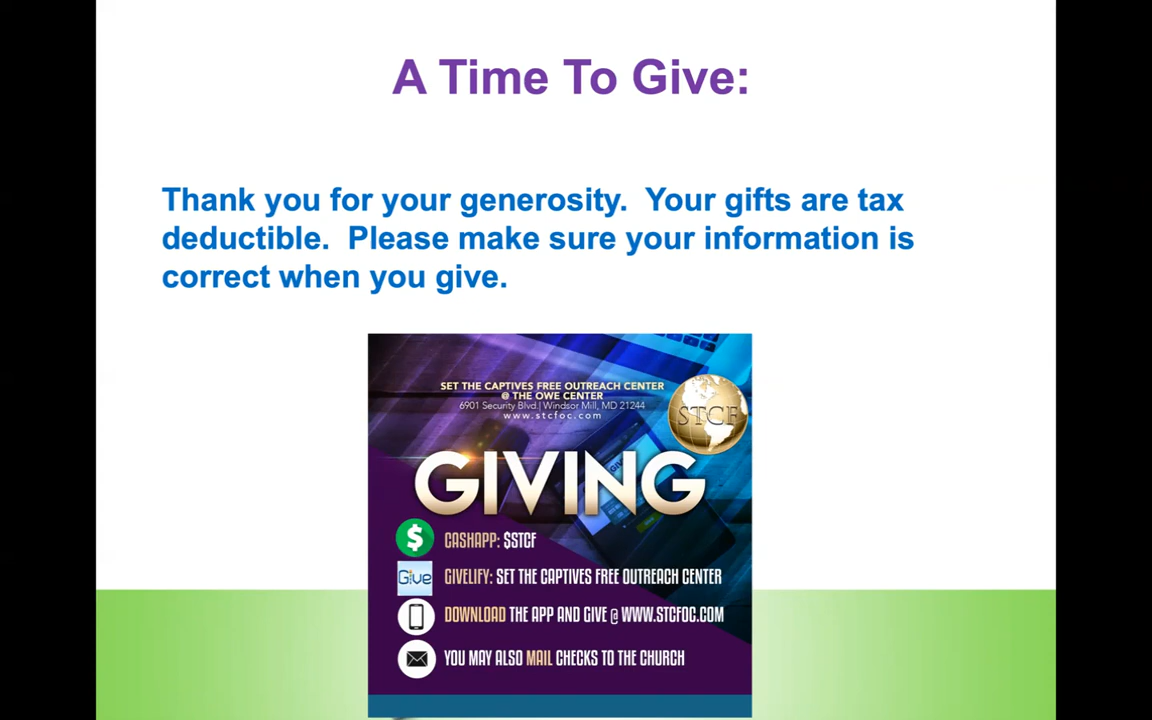 A Time To Give:
Thank you for your generosity.  Your gifts are tax
deductible.  Please make sure your information is
correct when you give.
SET THE CAPTIVES FREE OUTREACH CENTER
@ THE OWE CENTER
6901 Security Blvd.| Windsor Mill, MD 21244
www.stcfoc.com
STCF
GIVING
$ CASHAPP: $STCF
Give GIVELIFY: SET THE CAPTIVES FREE OUTREACH CENTER
DOWNLOAD THE APP AND GIVE @ WWW.STCFOC.COM
YOU MAY ALSO MAIL CHECKS TO THE CHURCH